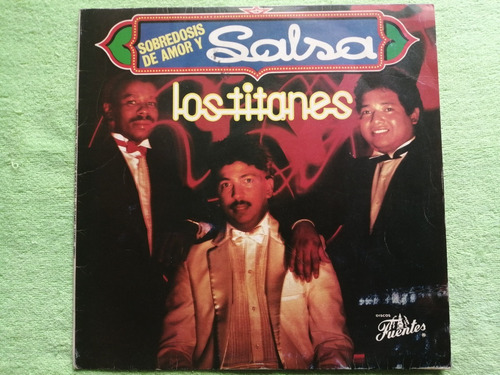 SOBREDOSIS
DE AMOR Y
Salsa
los titanes
DISCOS
Fuentes